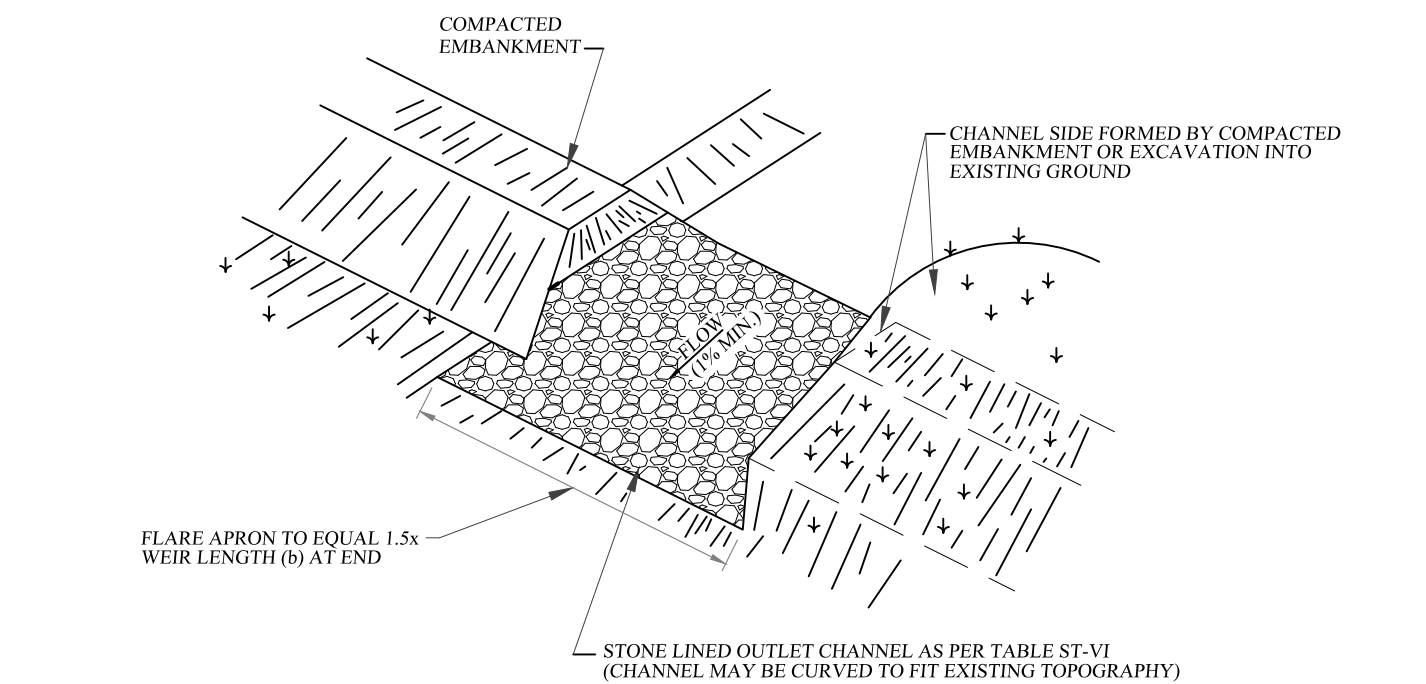 COMPACTED
EMBANKMENT
CHANNEL SIDE FORMED BY COMPACTED
EMBANKMENT OR EXCAVATION INTO
EXISTING GROUND
FLOW
(1% MIN.)
FLARE APRON TO EQUAL 1.5x
WEIR LENGTH (b) AT END
STONE LINED OUTLET CHANNEL AS PER TABLE ST-VI
(CHANNEL MAY BE CURVED TO FIT EXISTING TOPOGRAPHY)